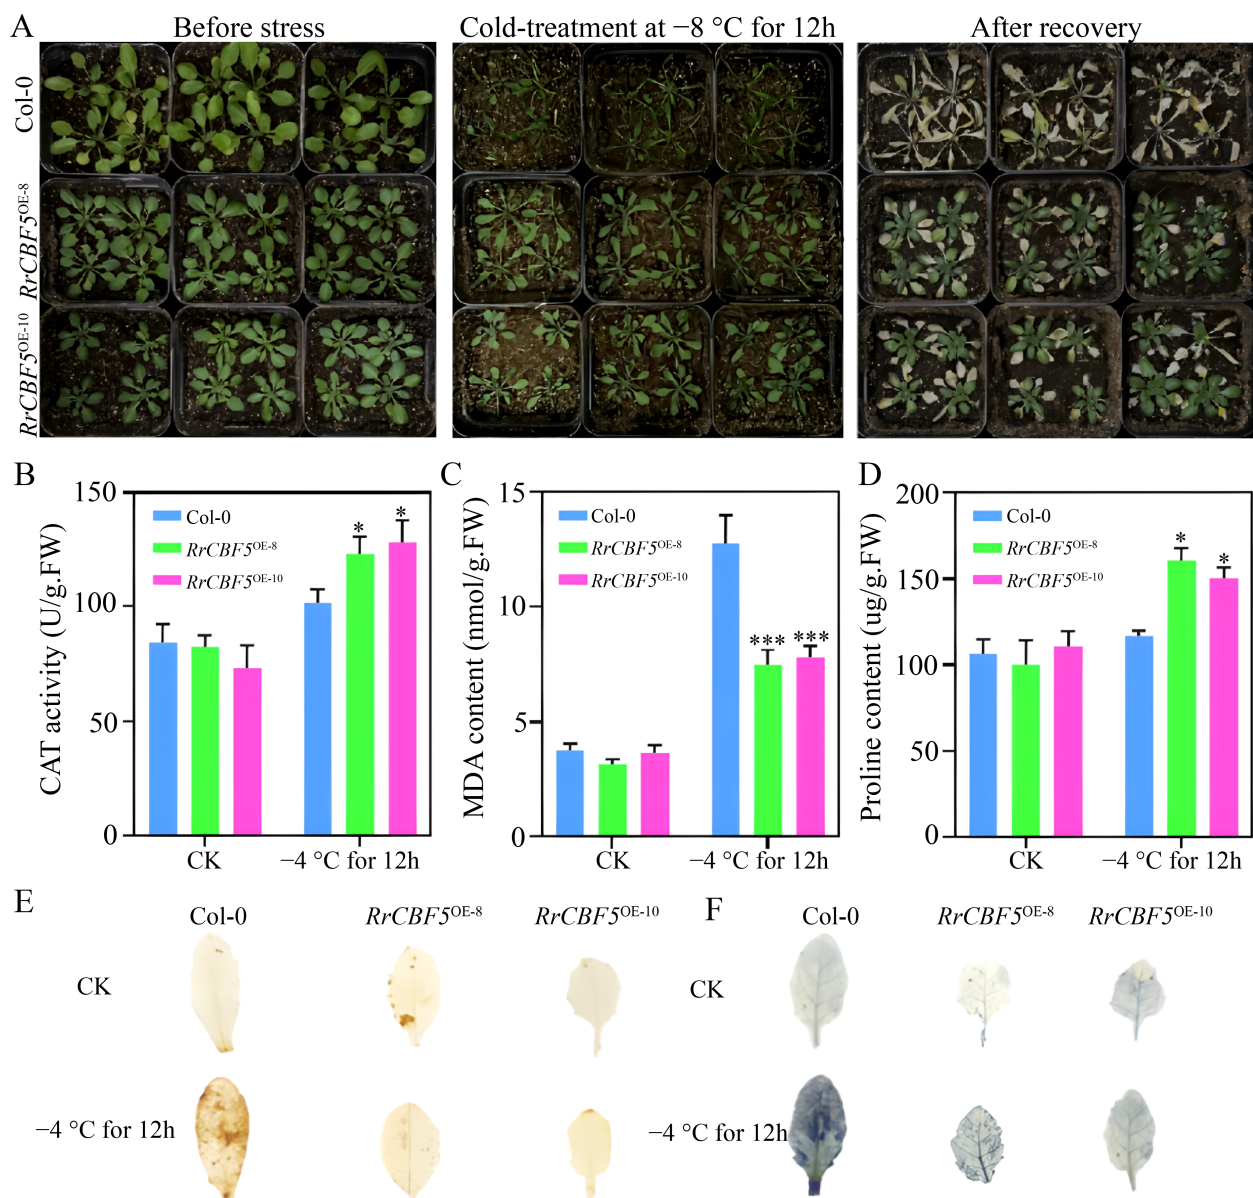 A
Before stress
Cold-treatment at −8 °C for 12h
After recovery
Col-0
RrCBF5OE-8
RrCBF5OE-10
B
CAT activity (U/g.FW)
150
100
50
0
Col-0
RrCBF5OE-8
RrCBF5OE-10
*
*
CK
−4 °C for 12h
C
MDA content (nmol/g.FW)
15
10
5
0
Col-0
RrCBF5OE-8
RrCBF5OE-10
***
***
CK
−4 °C for 12h
D
Proline content (ug/g.FW)
200
150
100
50
0
Col-0
RrCBF5OE-8
RrCBF5OE-10
*
*
CK
−4 °C for 12h
E
Col-0
RrCBF5OE-8
RrCBF5OE-10
CK
−4 °C for 12h
F
Col-0
RrCBF5OE-8
RrCBF5OE-10
CK
−4 °C for 12h